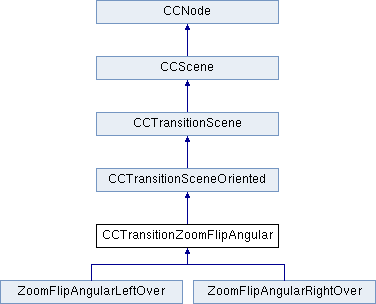 CCNode
CCScene
CCTransitionScene
CCTransitionSceneOriented
CCTransitionZoomFlipAngular
ZoomFlipAngularLeftOver
ZoomFlipAngularRightOver